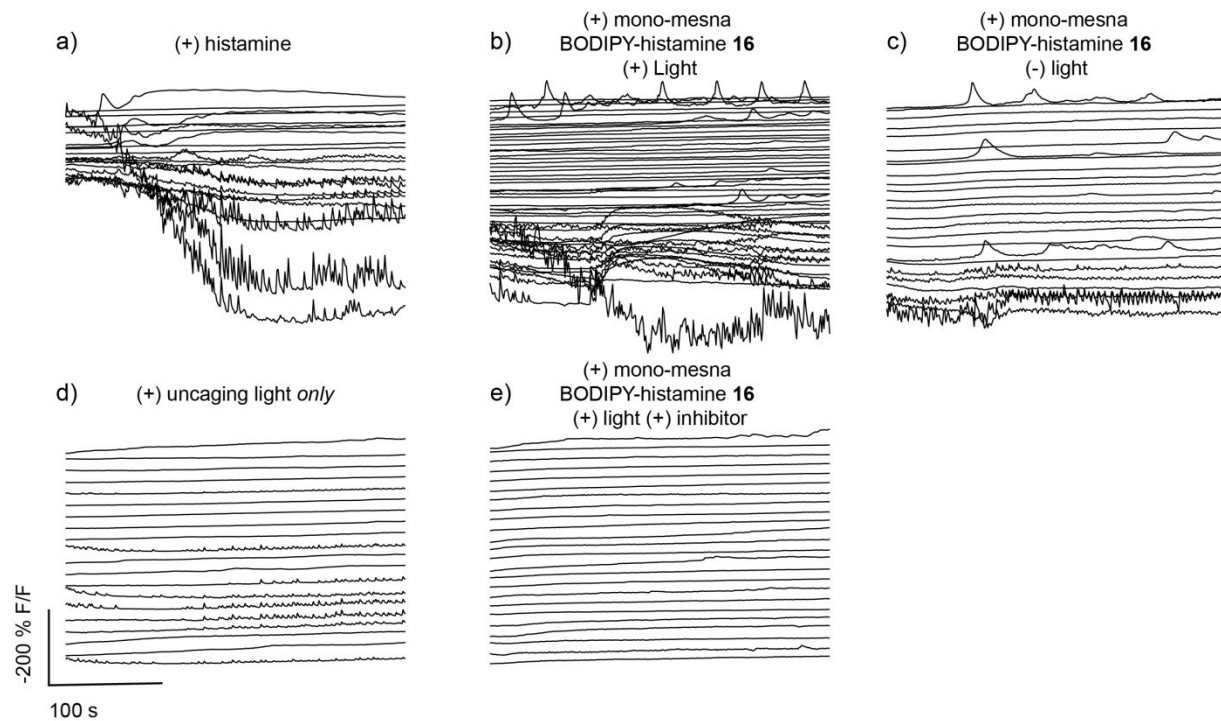 a)
(+) histamine
b)
(+) mono-mesna
BODIPY-histamine 16
(+) Light
c)
(+) mono-mesna
BODIPY-histamine 16
(-) light
d)
(+) uncaging light only
e)
(+) mono-mesna
BODIPY-histamine 16
(+) light (+) inhibitor
-200 % F/F
100 s